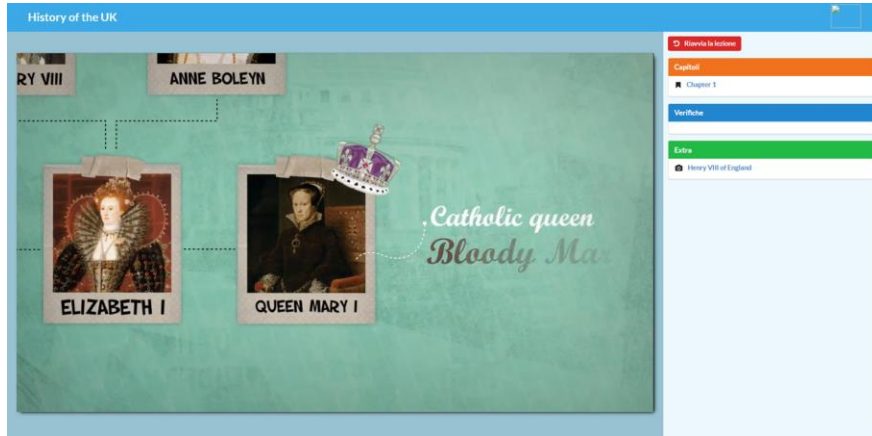 History of the UK
Riavvia la lezione
RY VIII
ANNE BOLEYN
ELIZABETH I
QUEEN MARY I
Catholic queen
Bloody Mar
Capitoli
Chapter 1
Verifiche
Extra
Henry VIII of England